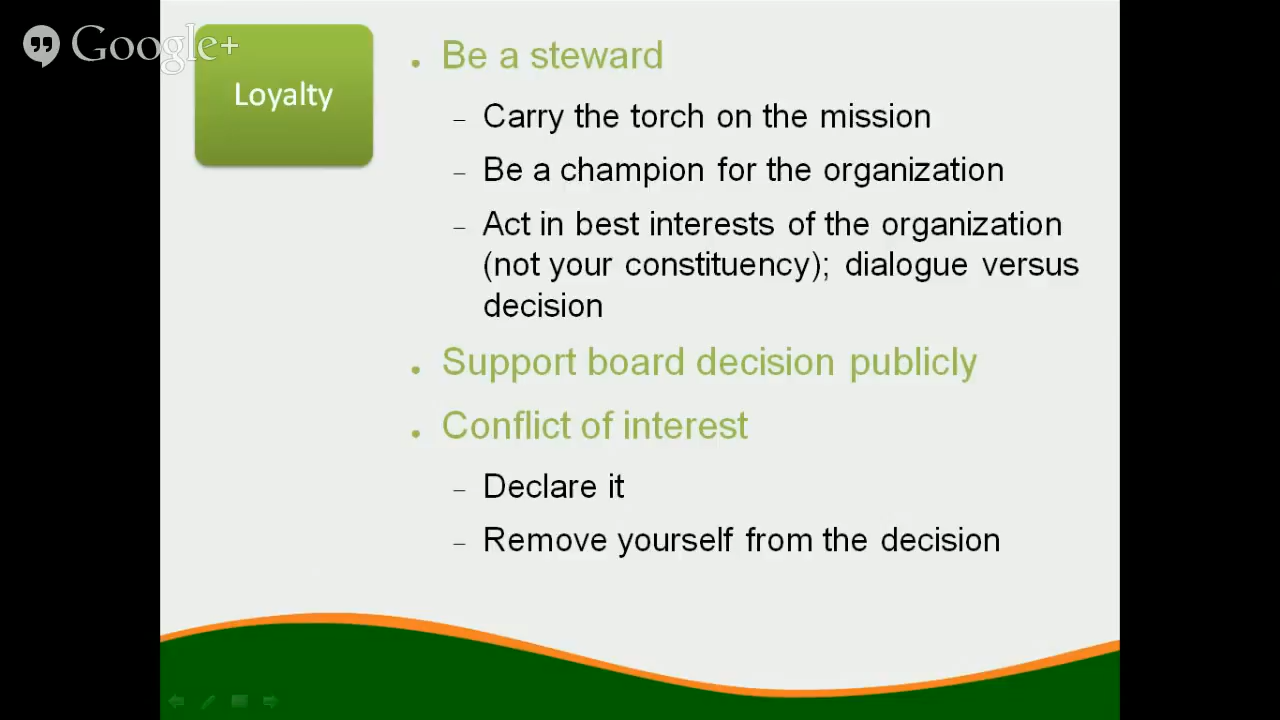 Google+
Loyalty
• Be a steward
– Carry the torch on the mission
– Be a champion for the organization
– Act in best interests of the organization
(not your constituency); dialogue versus
decision
• Support board decision publicly
• Conflict of interest
– Declare it
– Remove yourself from the decision